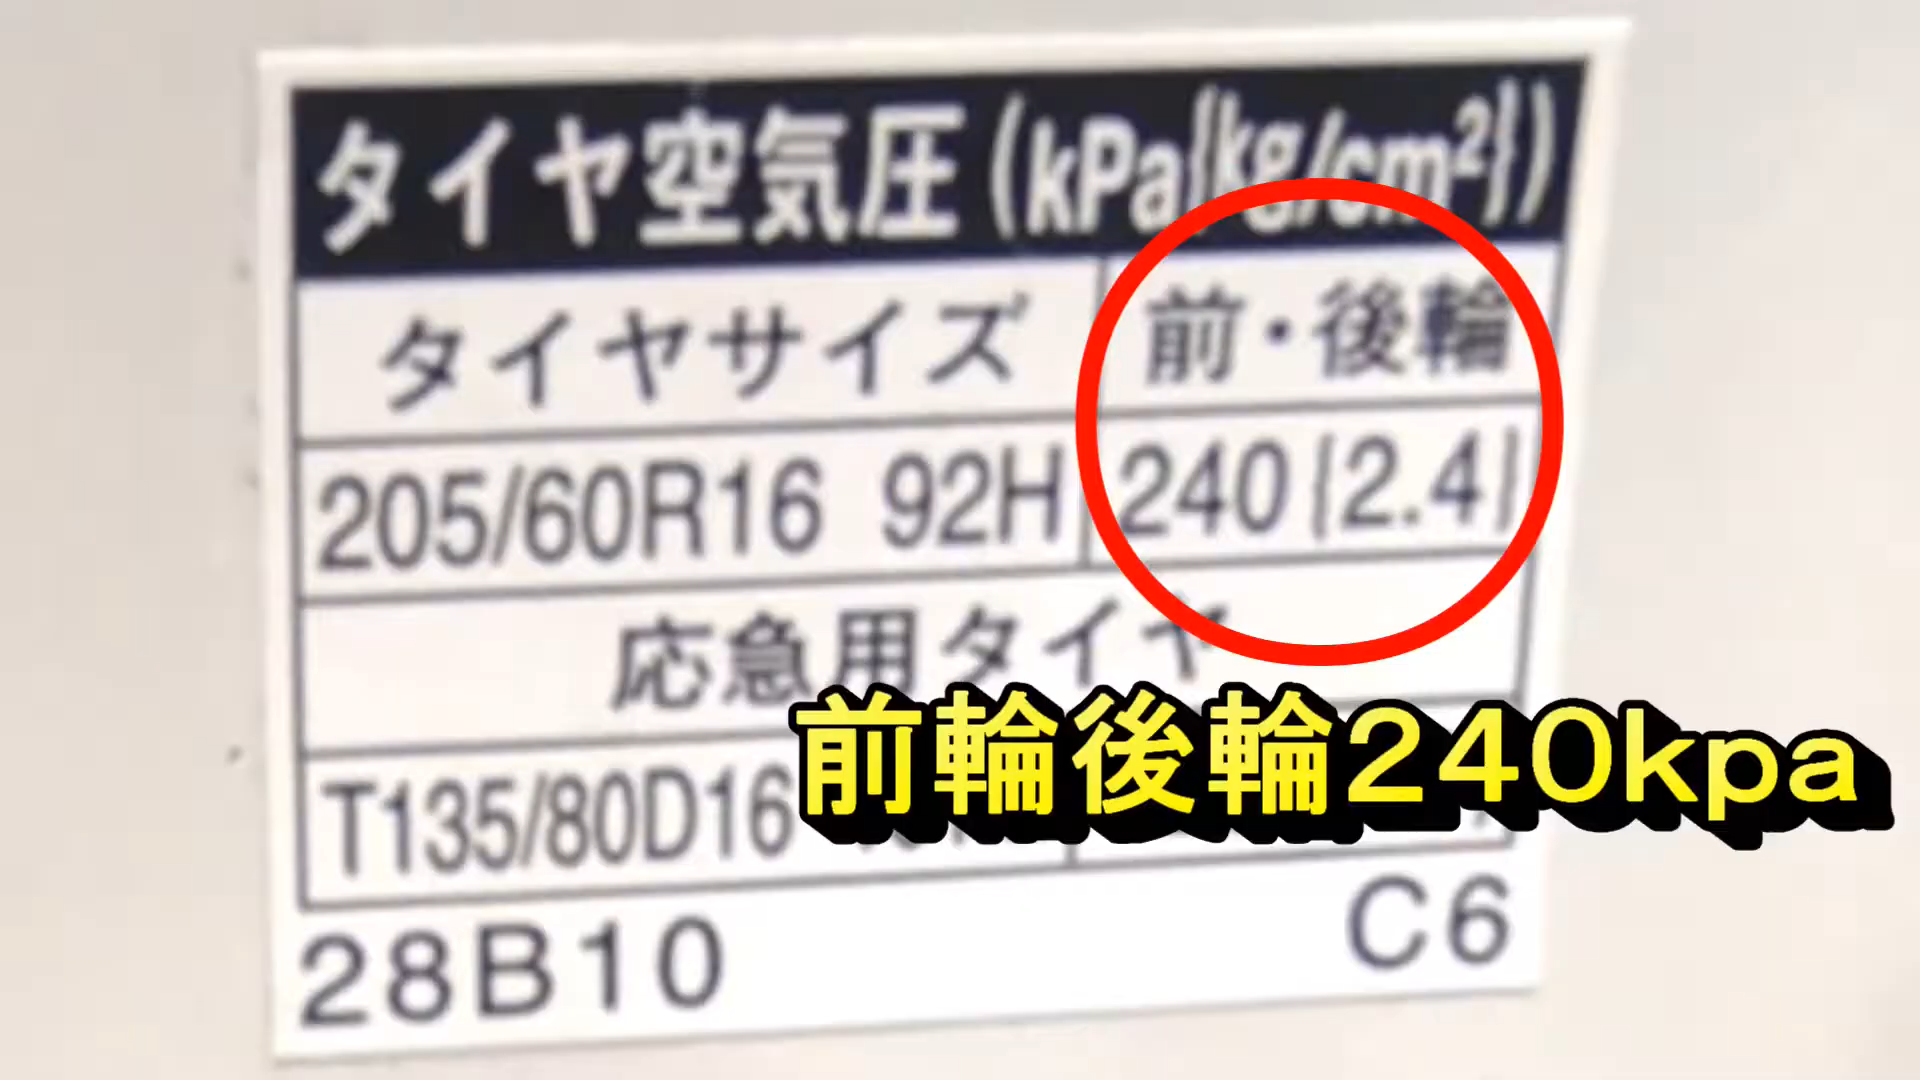 タイヤ空気圧(kPa{kg/cm²})
タイヤサイズ 前・後輪
205/60R16 92H 240{2.4}
応急用タイヤ
T135/80D16
前輪後輪240kpa
28B10 C6